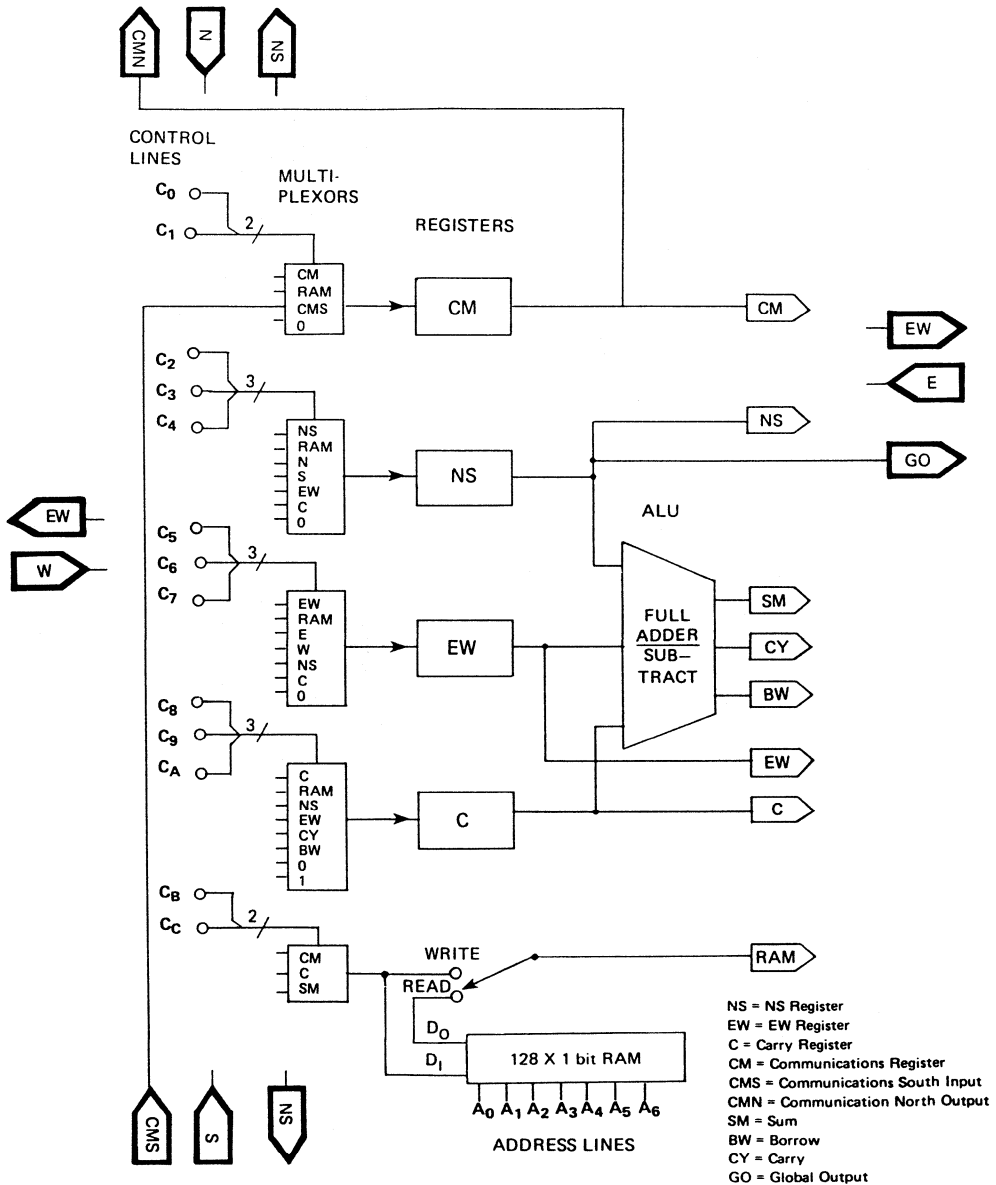 CMN
N
NS
CONTROL
LINES
MULTI-
PLEXORS
REGISTERS
C0
C1
2
CM
RAM
CMS
0
CM
CM
EW
E
C2
C3
C4
3
NS
RAM
N
S
EW
C
0
NS
NS
GO
ALU
EW
W
C5
C6
C7
3
EW
RAM
E
W
NS
C
0
EW
FULL
ADDER
SUB–
TRACT
SM
CY
BW
EW
C8
C9
CA
3
C
RAM
NS
EW
CY
BW
0
1
C
C
CB
CC
2
CM
C
SM
WRITE
READ
RAM
DO
DI
128 X 1 bit RAM
A0 A1 A2 A3 A4 A5 A6
ADDRESS LINES
CMS
S
NS
NS = NS Register
EW = EW Register
C = Carry Register
CM = Communications Register
CMS = Communications South Input
CMN = Communication North Output
SM = Sum
BW = Borrow
CY = Carry
GO = Global Output